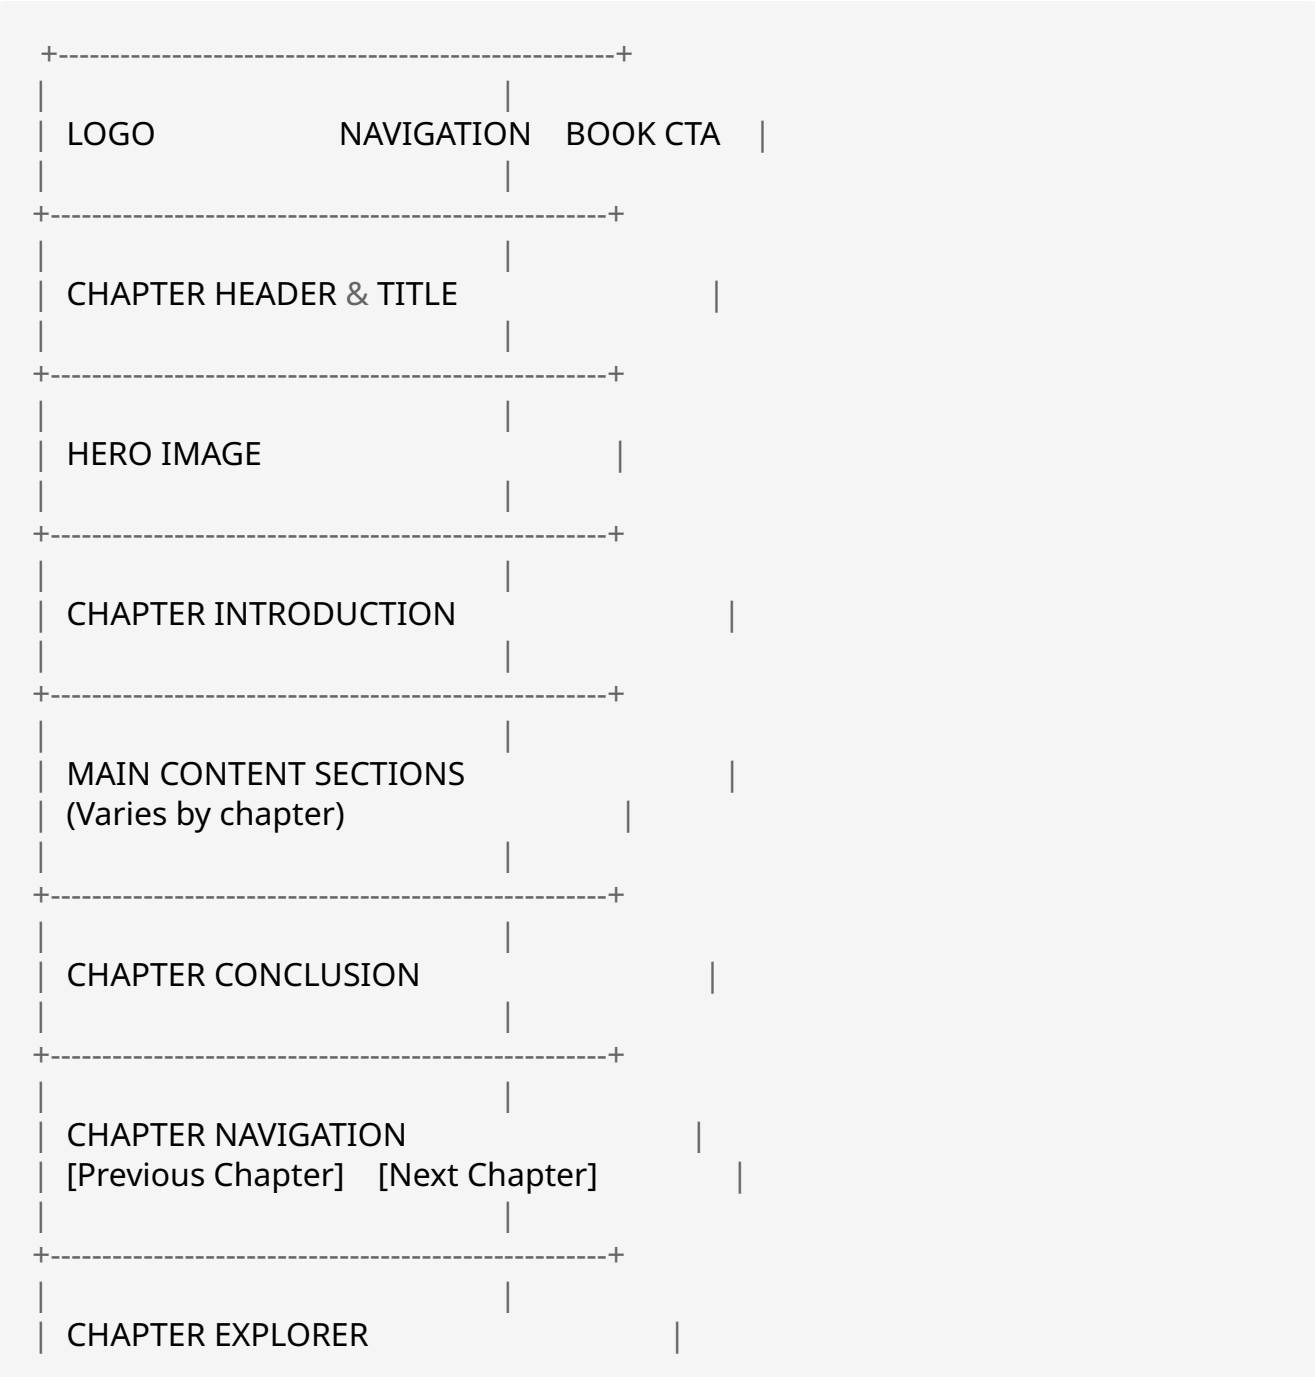 +------------------------------------------------------+
|                                                      |
| LOGO                NAVIGATION   BOOK CTA   |
|                                                      |
+------------------------------------------------------+
|                                                      |
| CHAPTER HEADER & TITLE                        |
|                                                      |
+------------------------------------------------------+
|                                                      |
| HERO IMAGE                                    |
|                                                      |
+------------------------------------------------------+
|                                                      |
| CHAPTER INTRODUCTION                          |
|                                                      |
+------------------------------------------------------+
|                                                      |
| MAIN CONTENT SECTIONS                         |
| (Varies by chapter)                           |
|                                                      |
+------------------------------------------------------+
|                                                      |
| CHAPTER CONCLUSION                            |
|                                                      |
+------------------------------------------------------+
|                                                      |
| CHAPTER NAVIGATION                            |
| [Previous Chapter]   [Next Chapter]           |
|                                                      |
+------------------------------------------------------+
|                                                      |
| CHAPTER EXPLORER                              |